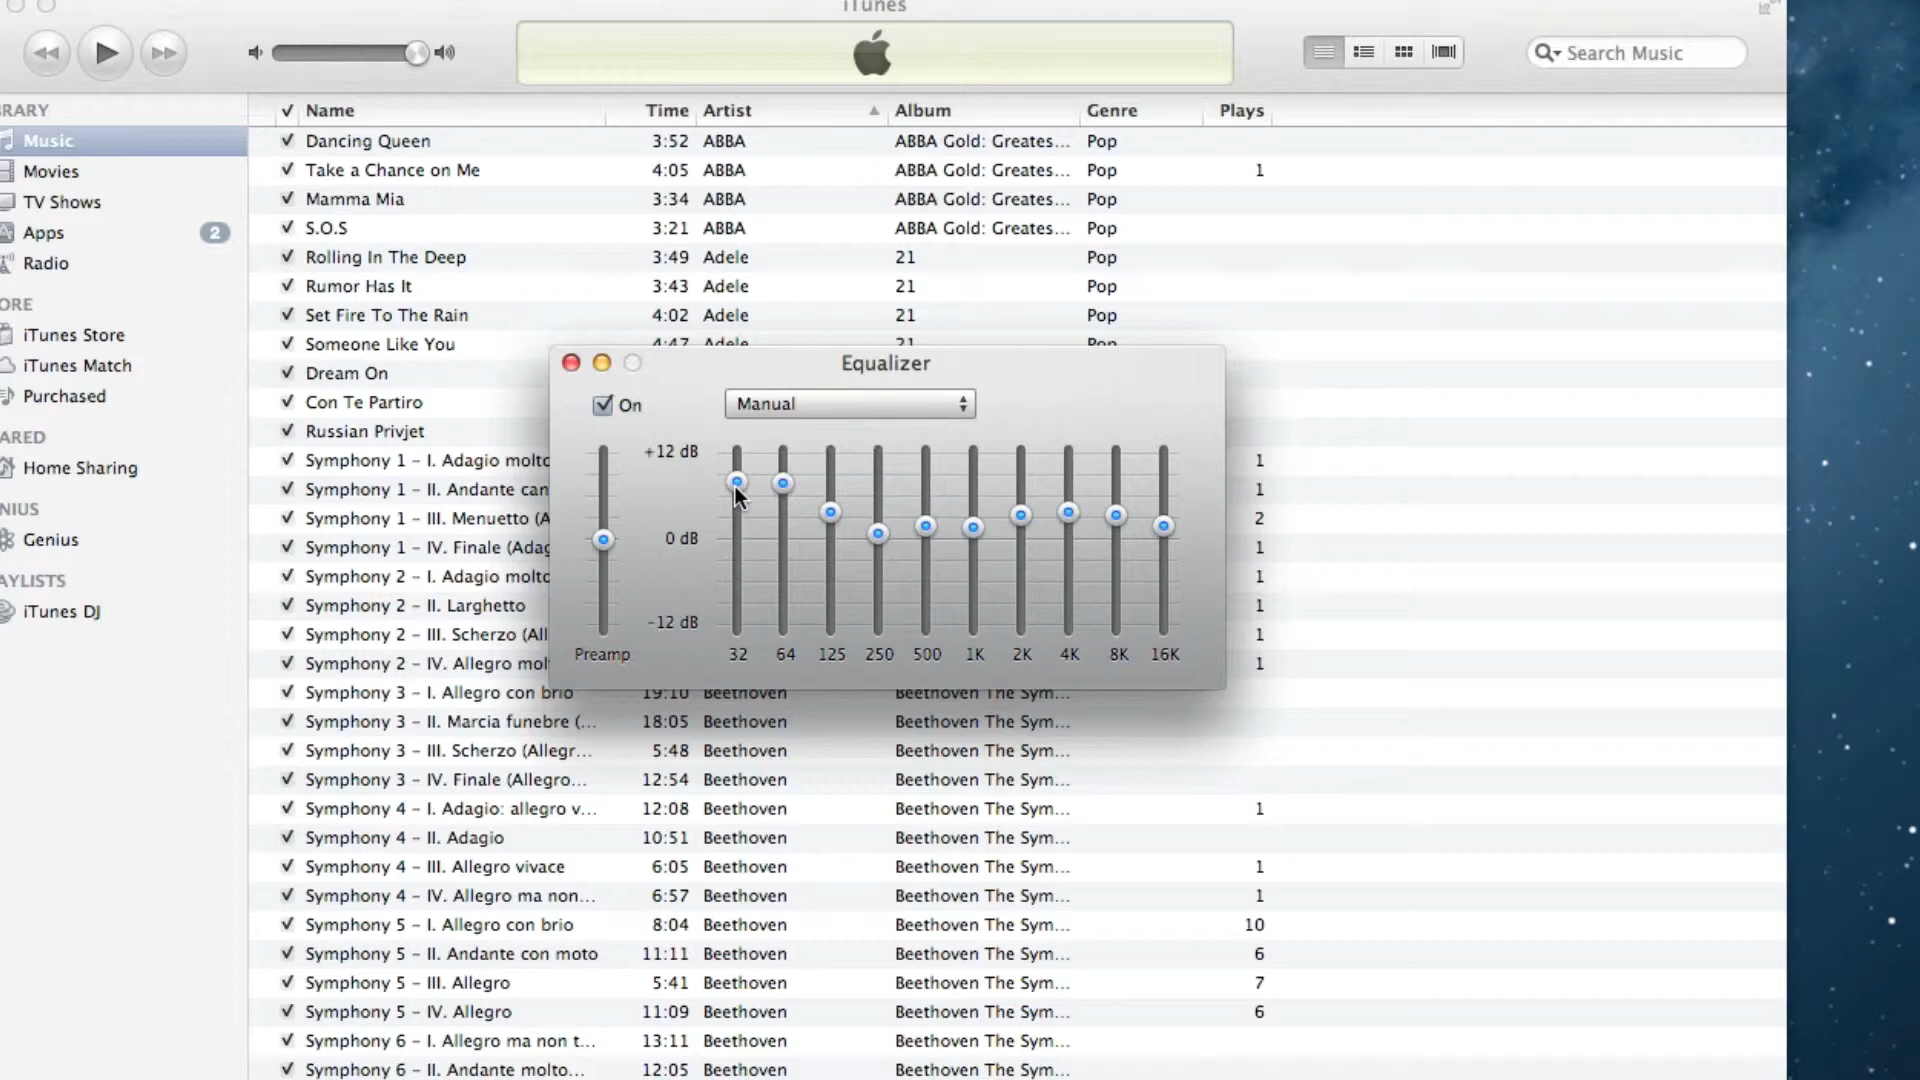 iTunes
Search Music
BRARY
Music
Movies
TV Shows
Apps 2
Radio
ORE
iTunes Store
iTunes Match
Purchased
ARED
Home Sharing
NIUS
Genius
AYLISTS
iTunes DJ
Name Time Artist Album Genre Plays
Dancing Queen 3:52 ABBA ABBA Gold: Greates... Pop
Take a Chance on Me 4:05 ABBA ABBA Gold: Greates... Pop 1
Mamma Mia 3:34 ABBA ABBA Gold: Greates... Pop
S.O.S 3:21 ABBA ABBA Gold: Greates... Pop
Rolling In The Deep 3:49 Adele 21 Pop
Rumor Has It 3:43 Adele 21 Pop
Set Fire To The Rain 4:02 Adele 21 Pop
Someone Like You 4:47 Adele 21 Pop
Dream On
Con Te Partiro
Russian Privjet
Symphony 1 - I. Adagio molto 1
Symphony 1 - II. Andante can 1
Symphony 1 - III. Menuetto (A 2
Symphony 1 - IV. Finale (Adag 1
Symphony 2 - I. Adagio molto 1
Symphony 2 - II. Larghetto 1
Symphony 2 - III. Scherzo (All 1
Symphony 2 - IV. Allegro mol 1
Symphony 3 - I. Allegro con brio 19:10 Beethoven Beethoven The Sym...
Symphony 3 - II. Marcia funebre (... 18:05 Beethoven Beethoven The Sym...
Symphony 3 - III. Scherzo (Allegr... 5:48 Beethoven Beethoven The Sym...
Symphony 3 - IV. Finale (Allegro... 12:54 Beethoven Beethoven The Sym...
Symphony 4 - I. Adagio: allegro v... 12:08 Beethoven Beethoven The Sym... 1
Symphony 4 - II. Adagio 10:51 Beethoven Beethoven The Sym...
Symphony 4 - III. Allegro vivace 6:05 Beethoven Beethoven The Sym... 1
Symphony 4 - IV. Allegro ma non... 6:57 Beethoven Beethoven The Sym... 1
Symphony 5 - I. Allegro con brio 8:04 Beethoven Beethoven The Sym... 10
Symphony 5 - II. Andante con moto 11:11 Beethoven Beethoven The Sym... 6
Symphony 5 - III. Allegro 5:41 Beethoven Beethoven The Sym... 7
Symphony 5 - IV. Allegro 11:09 Beethoven Beethoven The Sym... 6
Symphony 6 - I. Allegro ma non t... 13:11 Beethoven Beethoven The Sym...
Symphony 6 - II. Andante molto... 12:05 Beethoven Beethoven The Sym...
Equalizer
On Manual
+12 dB
0 dB
-12 dB
Preamp 32 64 125 250 500 1K 2K 4K 8K 16K